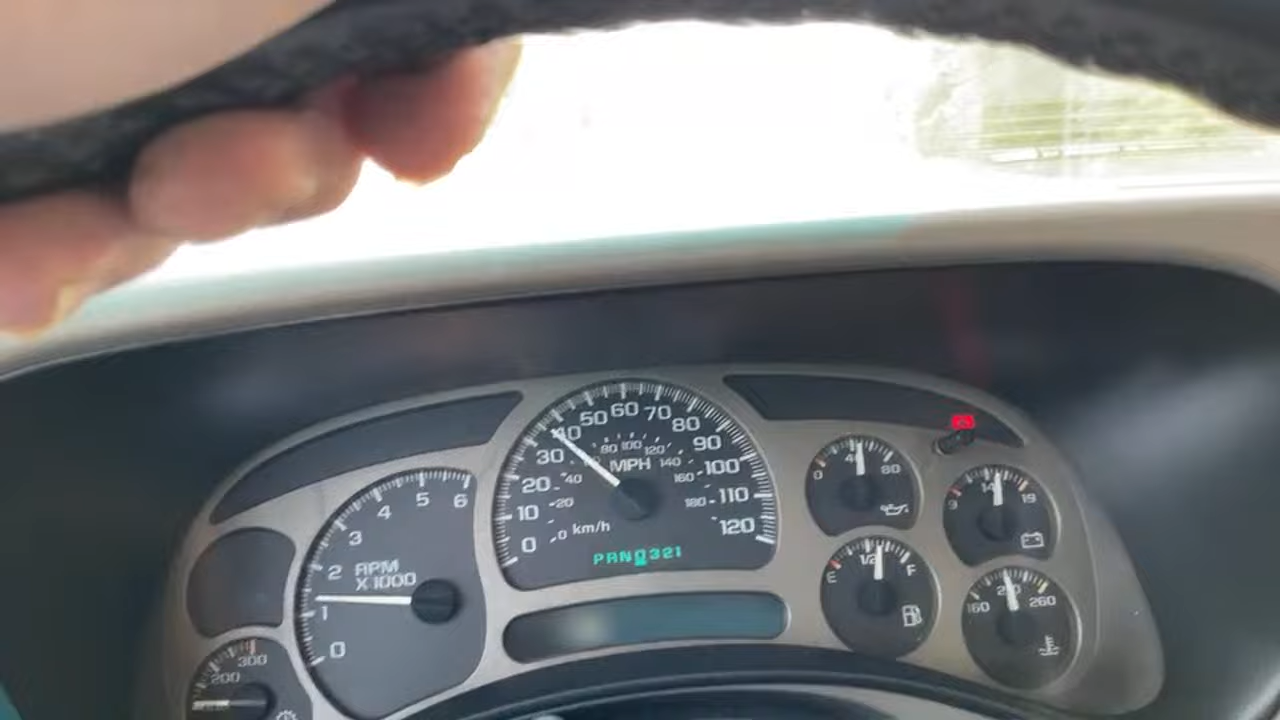 0 10 20 30 40 50 60 70 80 90 100 110 120
MPH
0 20 40 80 100 120 140 160 180
km/h
PRND321
0 1 2 3 4 5 6
RPM
X1000
200 300
0 40 80
9 14 19
E 1/2 F
160 210 260